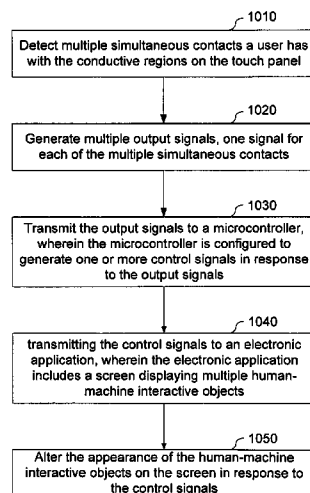 1010
Detect multiple simultaneous contacts a user has
with the conductive regions on the touch panel
1020
Generate multiple output signals, one signal for
each of the multiple simultaneous contacts
1030
Transmit the output signals to a microcontroller,
wherein the microcontroller is configured to
generate one or more control signals in response
to the output signals
1040
transmitting the control signals to an electronic
application, wherein the electronic application
includes a screen displaying multiple human-
machine interactive objects
1050
Alter the appearance of the human-machine
interactive objects on the screen in response to
the control signals